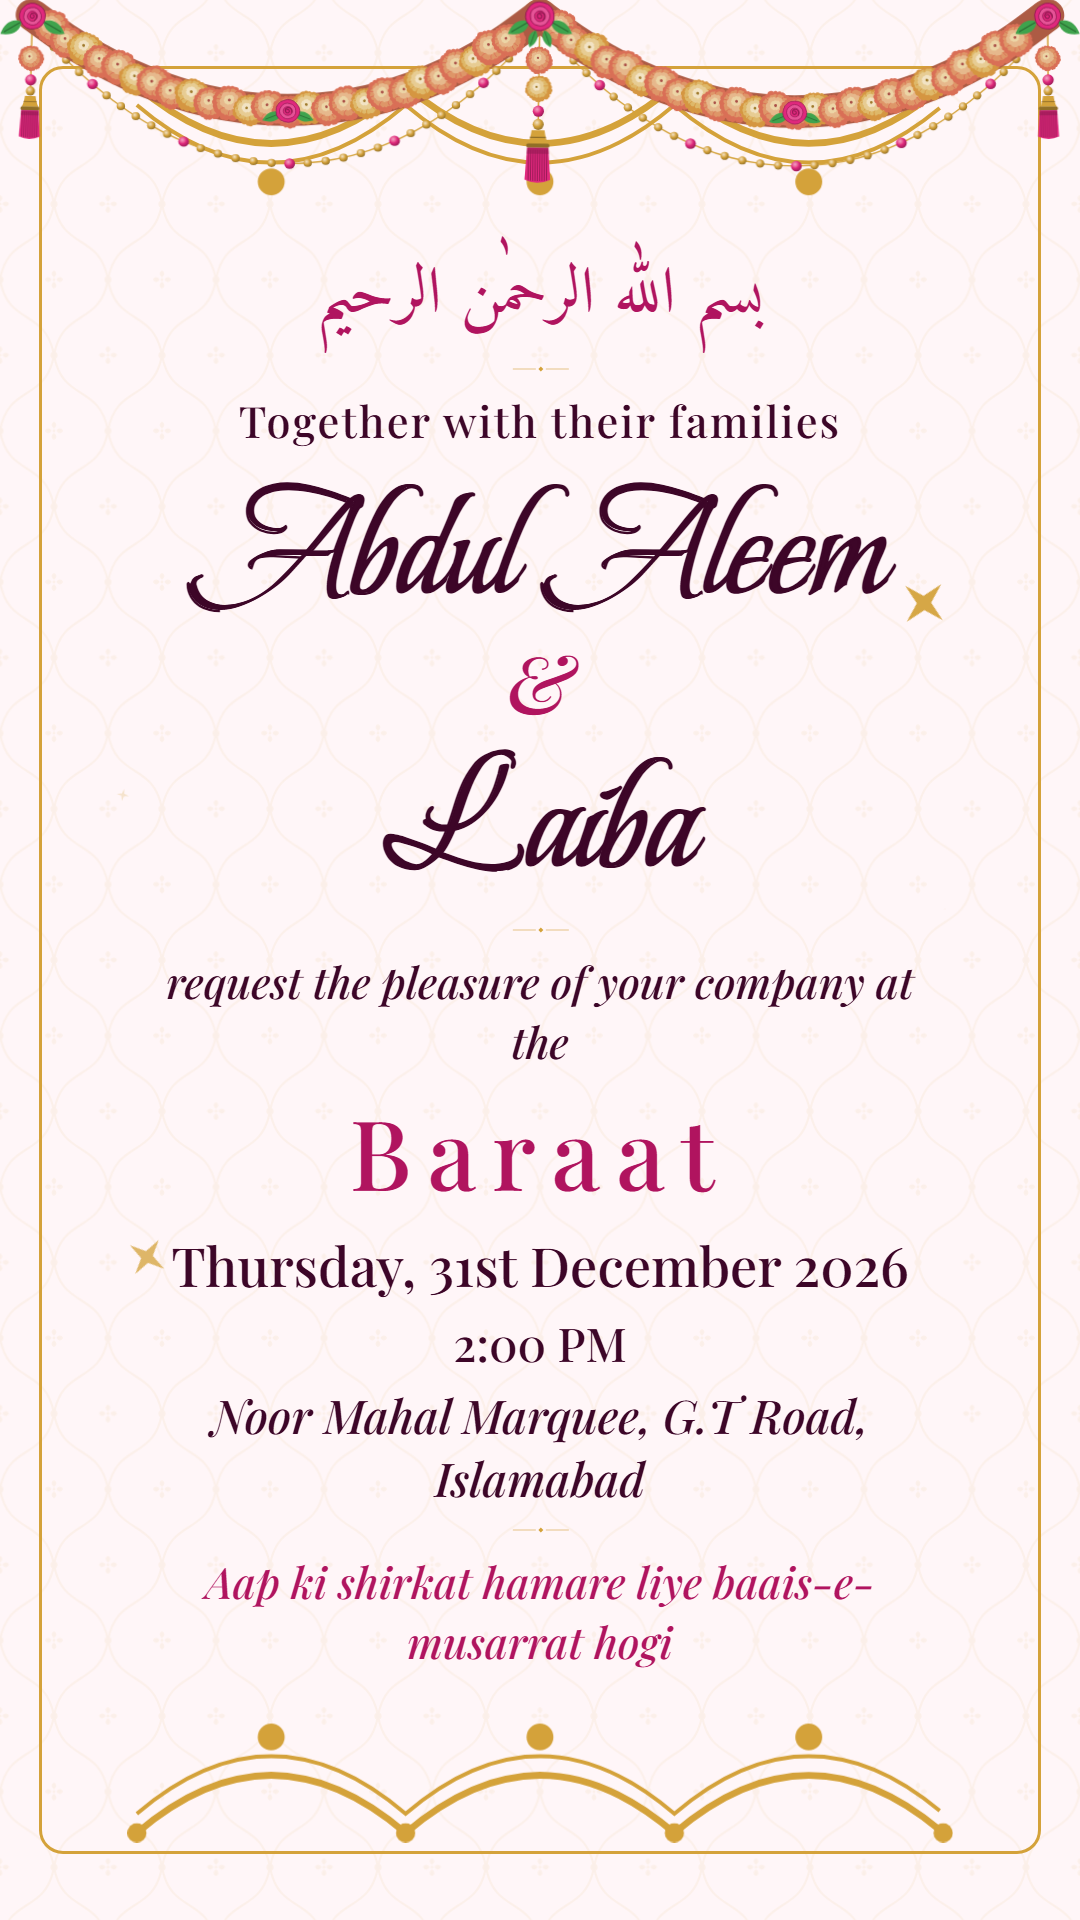 بسم الله الرحمٰن الرحيم
Together with their families
Abdul Aleem
&
Laiba
request the pleasure of your company at
the
Baraat
Thursday, 31st December 2026
2:00 PM
Noor Mahal Marquee, G.T Road,
Islamabad
Aap ki shirkat hamare liye baais-e-
musarrat hogi